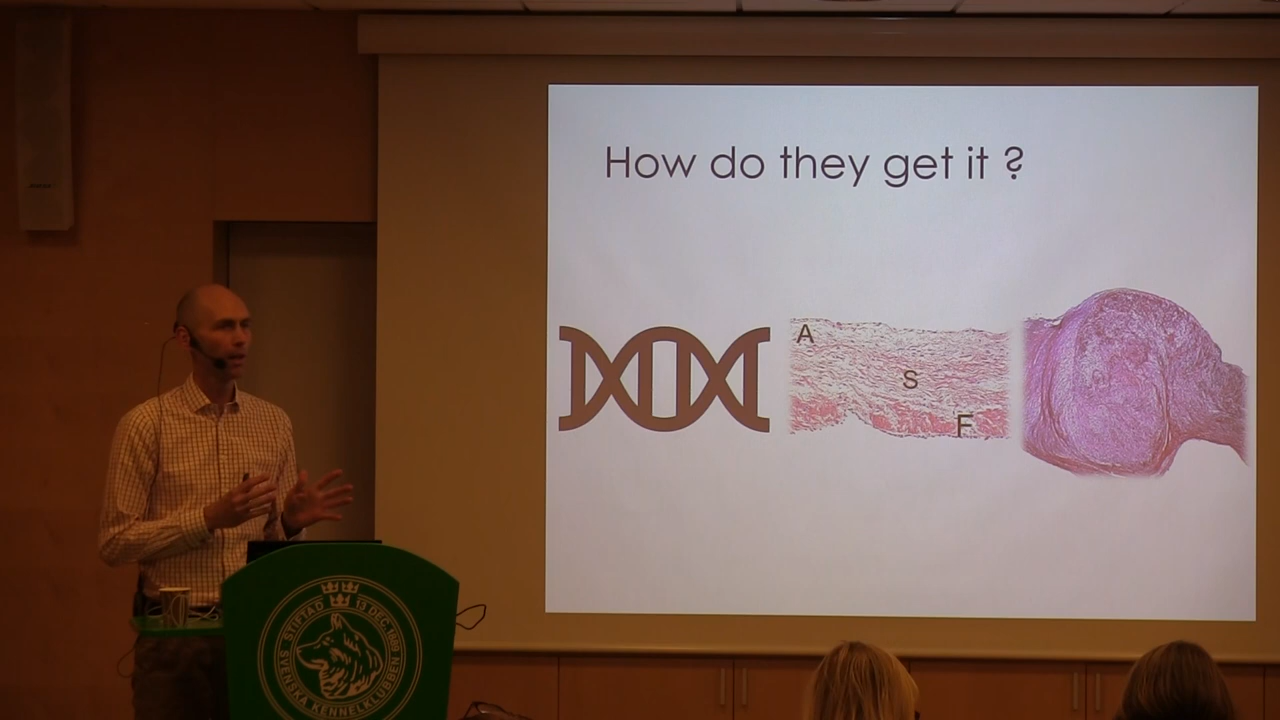 How do they get it ?
A
S
F
STIFTAD 13 DEC. 1889
SVENSKA KENNELKLUBBEN